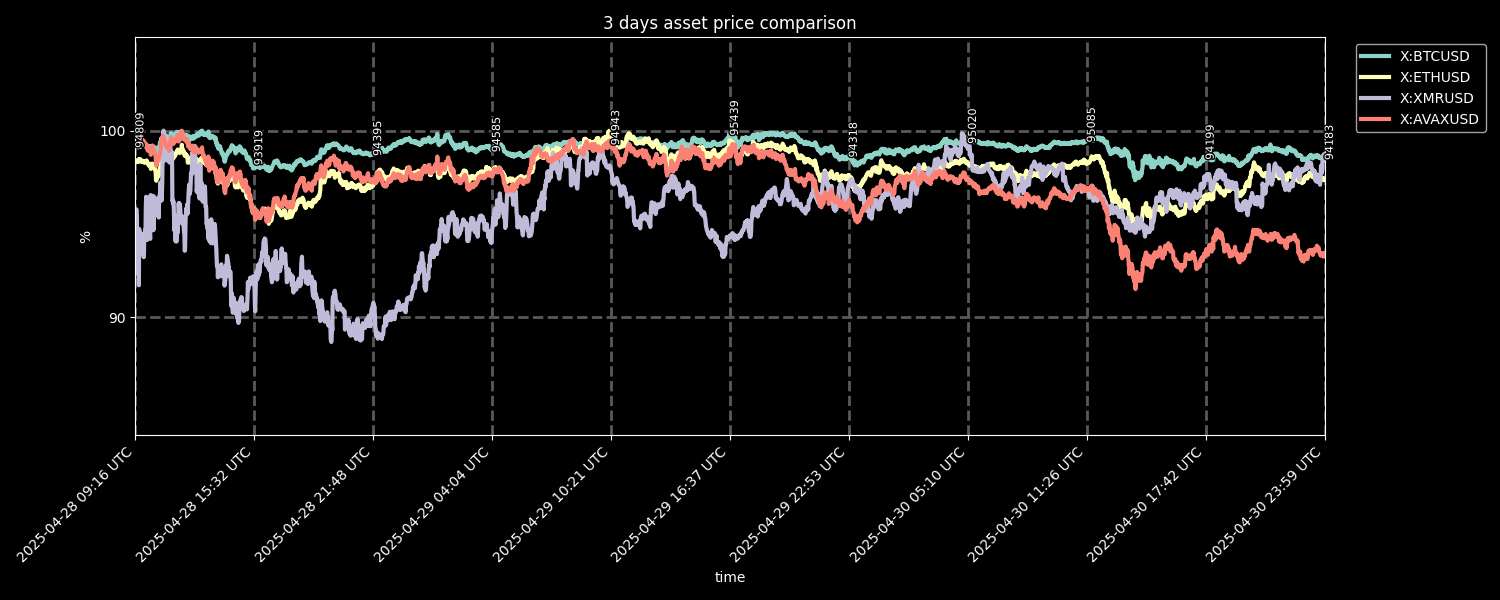 3 days asset price comparison
X:BTCUSD
X:ETHUSD
X:XMRUSD
X:AVAXUSD
100
90
%
94809
93919
94395
94585
94943
95439
94318
95020
95085
94199
94183
2025-04-28 09:16 UTC
2025-04-28 15:32 UTC
2025-04-28 21:48 UTC
2025-04-29 04:04 UTC
2025-04-29 10:21 UTC
2025-04-29 16:37 UTC
2025-04-29 22:53 UTC
2025-04-30 05:10 UTC
2025-04-30 11:26 UTC
2025-04-30 17:42 UTC
2025-04-30 23:59 UTC
time